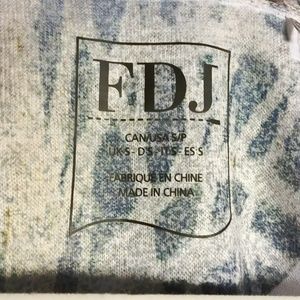 FDJ
CAN/USA S/P
UK S - D S - IT S - ES S
FABRIQUE EN CHINE
MADE IN CHINA